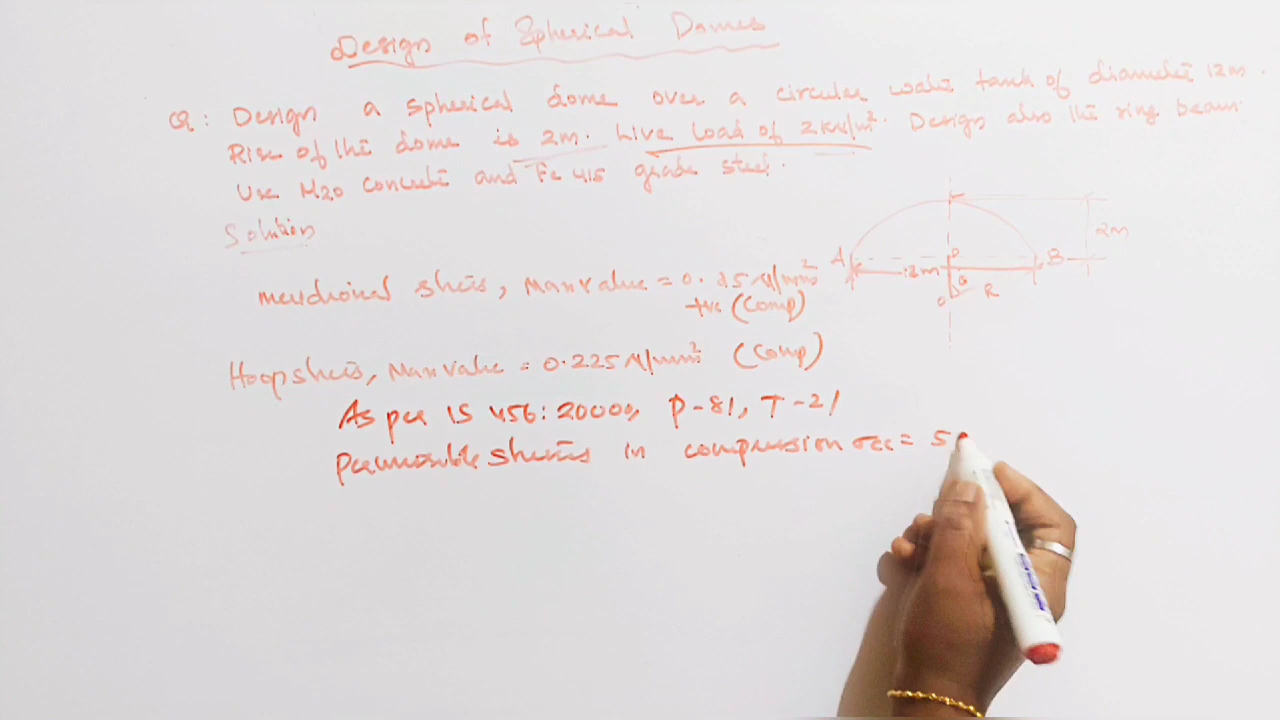 Design of Spherical Domes
Q: Design a spherical dome over a circular water tank of diameter 12m.
Rise of the dome is 2m. Live Load of 2kN/m². Design also the ring beam.
Use M20 concrete and Fe 415 grade steel.
Solution
2m
A 12m D B
θ
O R
meridional stress, Max value = 0. N/mm²
+ve (Comp)
Hoop stress, Max value = 0.225 N/mm² (Comp)
As per IS 456:20000, P-81, T-21
Permissible stress in compression σcc = 5